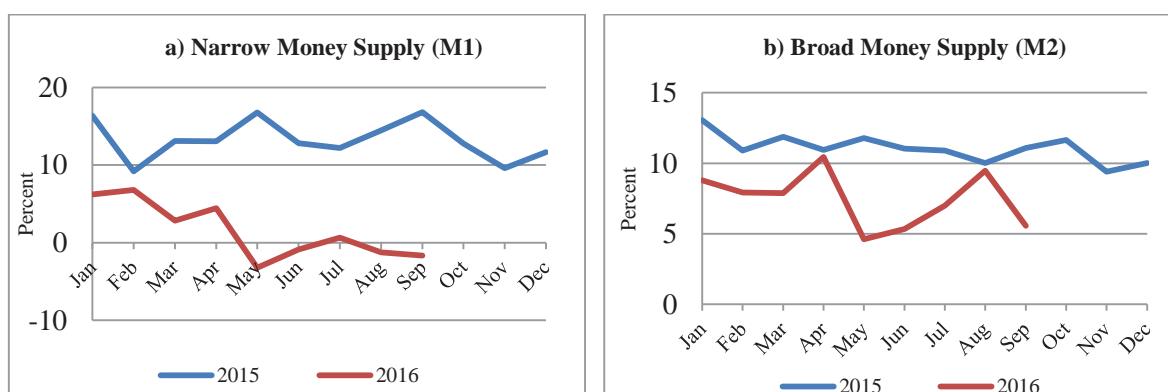 a) Narrow Money Supply (M1)
20
10
0
-10
Percent
Jan Feb Mar Apr May Jun Jul Aug Sep Oct Nov Dec
2015 2016
b) Broad Money Supply (M2)
15
10
5
0
Percent
Jan Feb Mar Apr May Jun Jul Aug Sep Oct Nov Dec
2015 2016